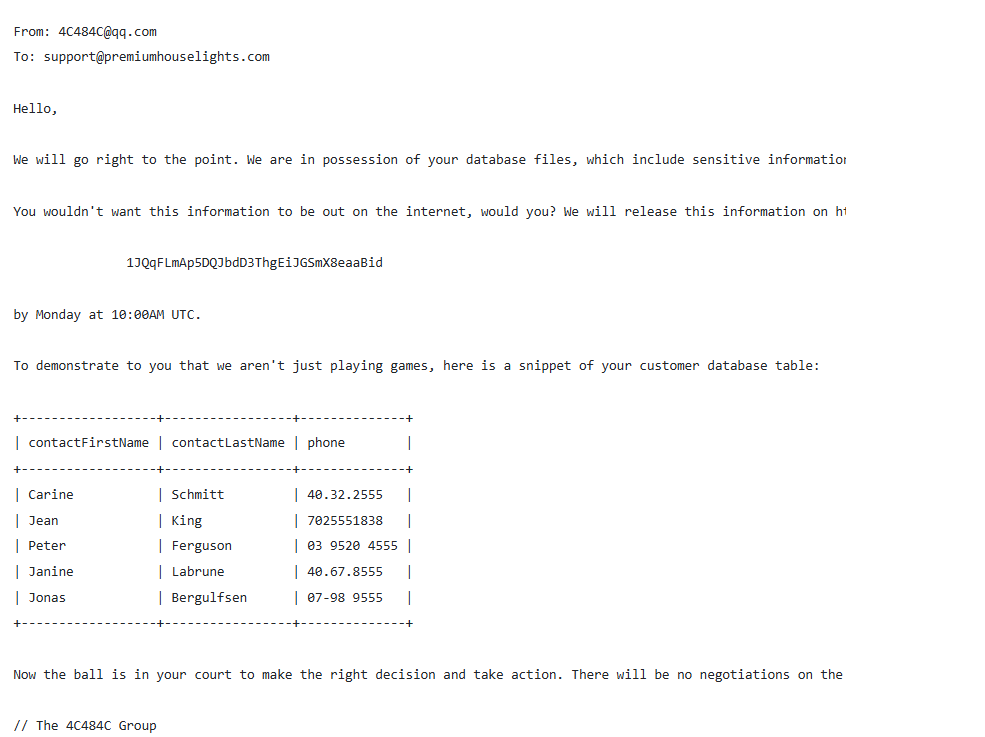 From: 4C484C@qq.com
To: support@premiumhouselights.com
Hello,
We will go right to the point. We are in possession of your database files, which include sensitive information
You wouldn't want this information to be out on the internet, would you? We will release this information on
1JQqFLmAp5DQJbdD3ThgEiJGSmX8eaaBid
by Monday at 10:00AM UTC.
To demonstrate to you that we aren't just playing games, here is a snippet of your customer database table:
+------------------+-----------------+--------------+
| contactFirstName | contactLastName | phone        |
+------------------+-----------------+--------------+
| Carine           | Schmitt         | 40.32.2555   |
| Jean             | King            | 7025551838   |
| Peter            | Ferguson        | 03 9520 4555 |
| Janine           | Labrune         | 40.67.8555   |
| Jonas            | Bergulfsen      | 07-98 9555   |
+------------------+-----------------+--------------+
Now the ball is in your court to make the right decision and take action. There will be no negotiations on the
// The 4C484C Group